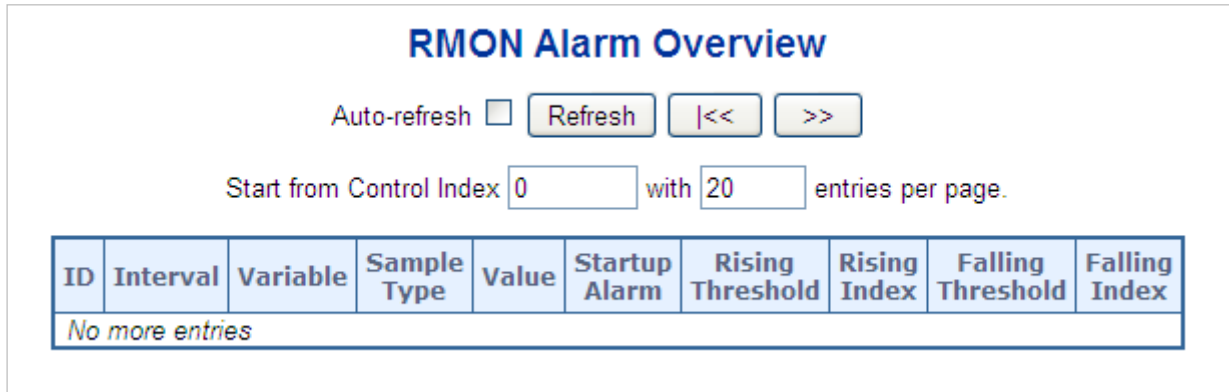 RMON Alarm Overview
Auto-refresh Refresh |<< >>
Start from Control Index 0 with 20 entries per page.
ID Interval Variable Sample Type Value Startup Alarm Rising Threshold Rising Index Falling Threshold Falling Index
No more entries